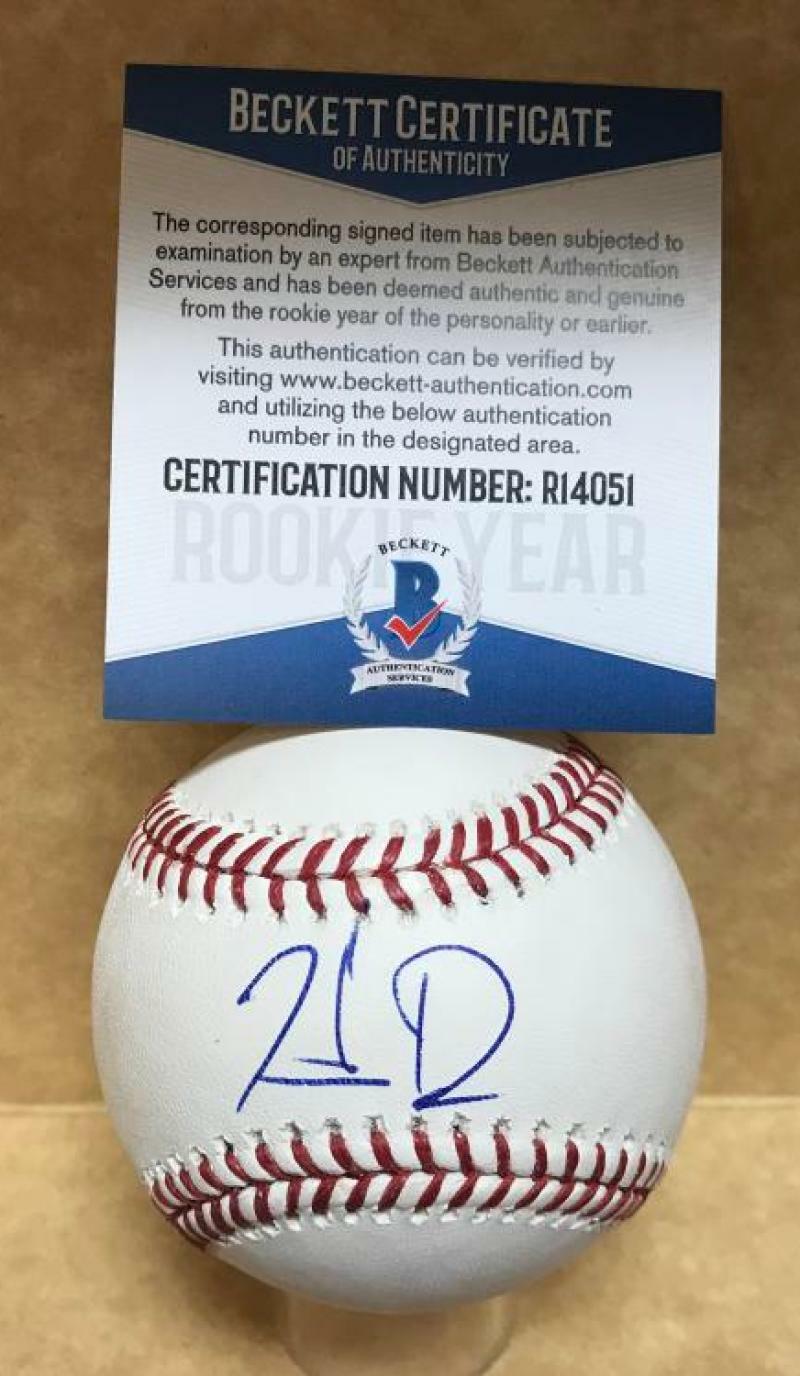 BECKETT CERTIFICATE
OF AUTHENTICITY
The corresponding signed item has been subjected to
examination by an expert from Beckett Authentication
Services and has been deemed authentic and genuine
from the rookie year of the personality or earlier.
This authentication can be verified by
visiting www.beckett-authentication.com
and utilizing the below authentication
number in the designated area.
CERTIFICATION NUMBER: R14051
ROOKIE YEAR
BECKETT
B
AUTHENTICATION
SERVICES